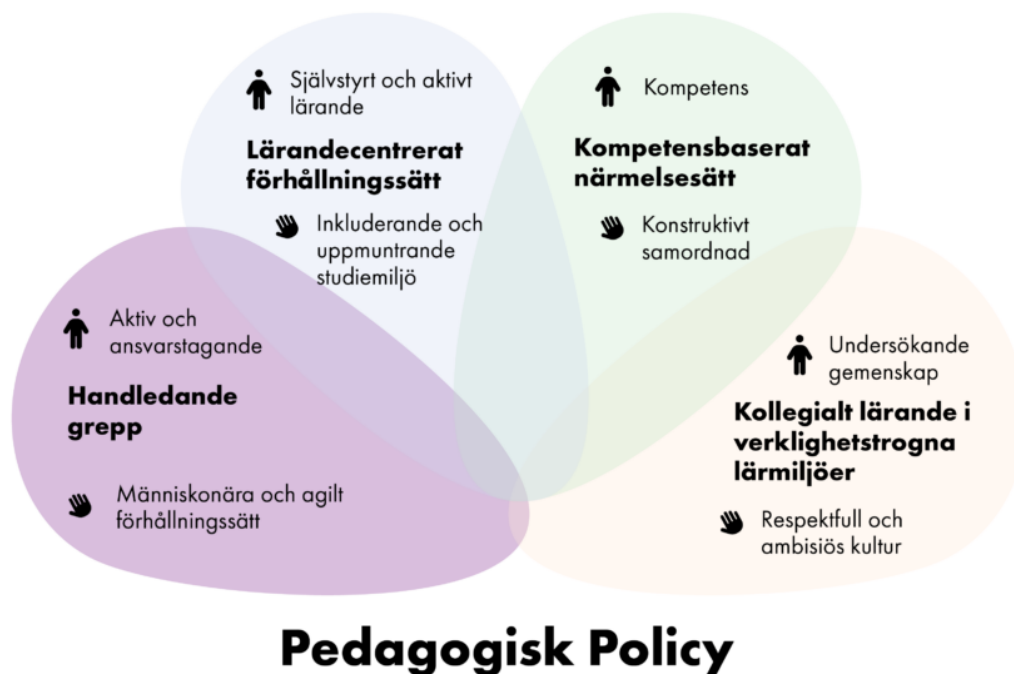 Självstyrt och aktivt
lärande
Lärandecentrerat
förhållningssätt
Inkluderande och
uppmuntrande
studiemiljö
Kompetens
Kompetensbaserat
närmelsesätt
Konstruktivt
samordnad
Aktiv och
ansvarstagande
Handledande
grepp
Människonära och agilt
förhållningssätt
Undersökande
gemenskap
Kollegialt lärande i
verklighetstrogna
lärmiljöer
Respektfull och
ambisiös kultur
Pedagogisk Policy